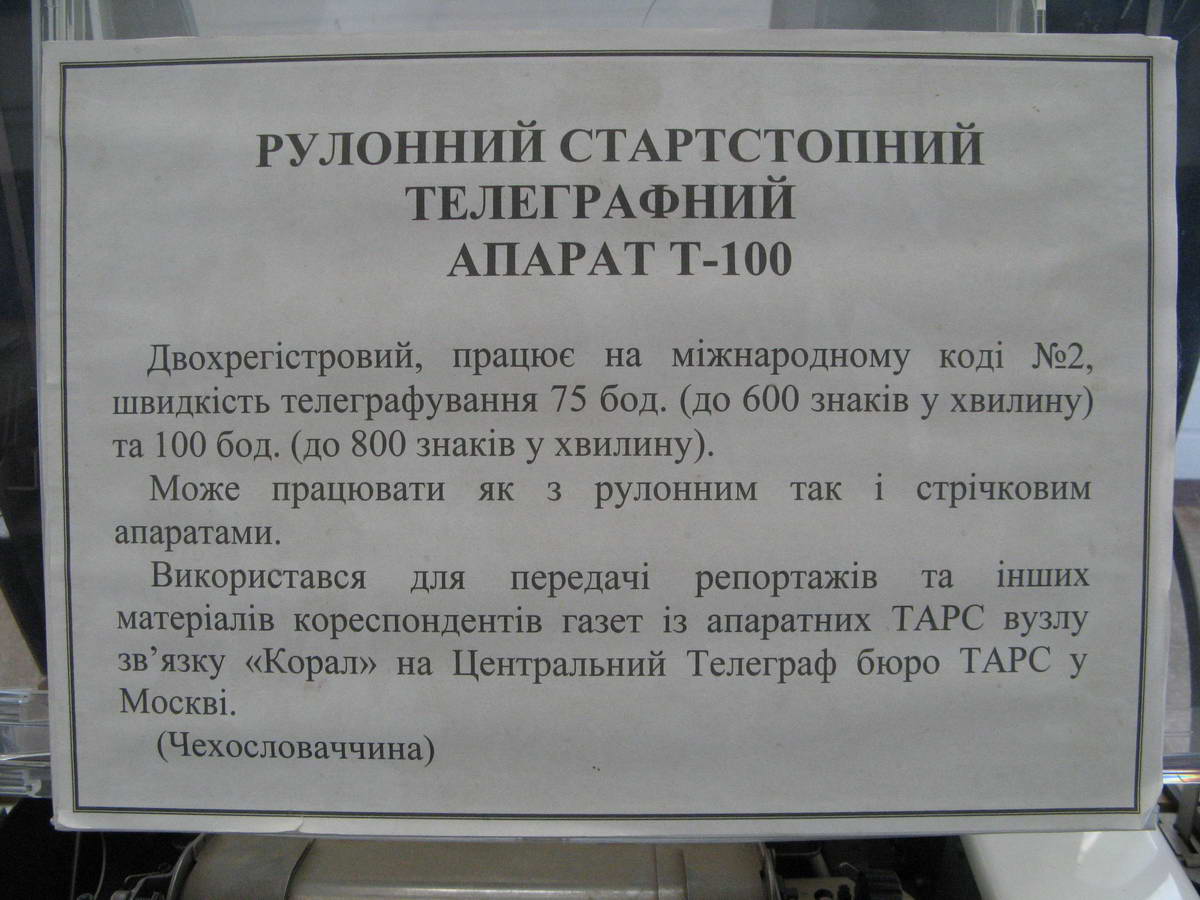 РУЛОННИЙ СТАРТСТОПНИЙ
ТЕЛЕГРАФНИЙ
АПАРАТ Т-100
Двохрегістровий, працює на міжнародному коді №2,
швидкість телеграфування 75 бод. (до 600 знаків у хвилину)
та 100 бод. (до 800 знаків у хвилину).
Може працювати як з рулонним так і стрічковим
апаратами.
Використався для передачі репортажів та інших
матеріалів кореспондентів газет із апаратних ТАРС вузлу
зв’язку «Корал» на Центральний Телеграф бюро ТАРС у
Москві.
(Чехословаччина)